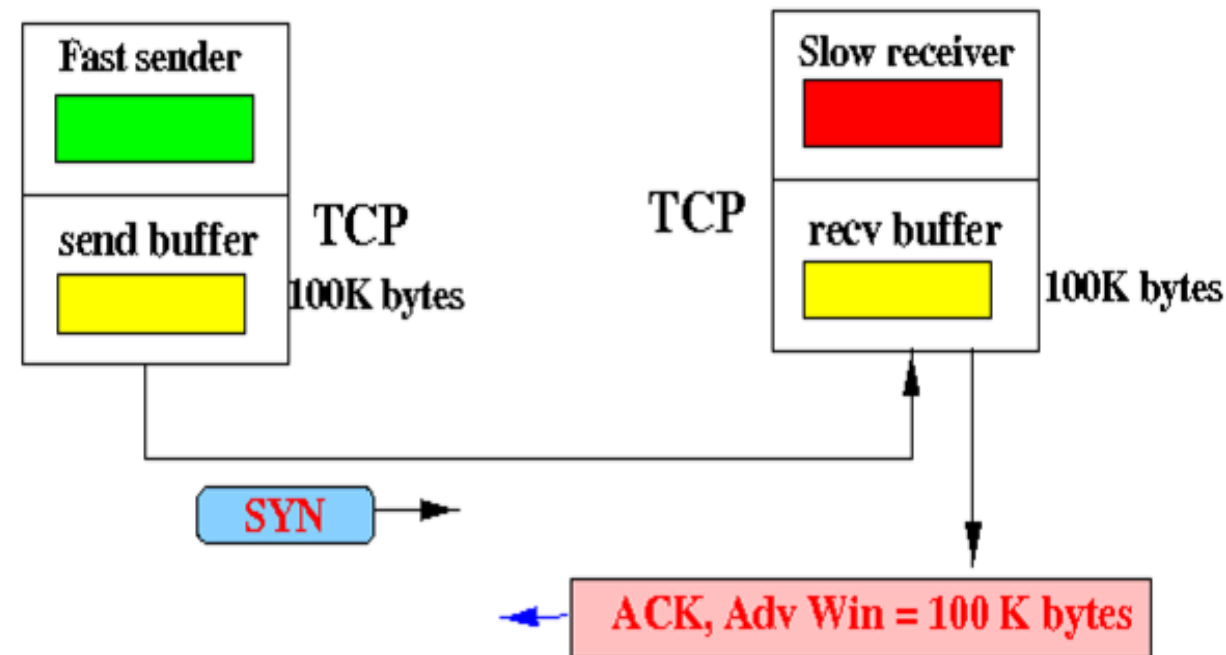 Fast sender
send buffer
TCP
100K bytes
Slow receiver
TCP
recv buffer
100K bytes
SYN
ACK, Adv Win = 100 K bytes